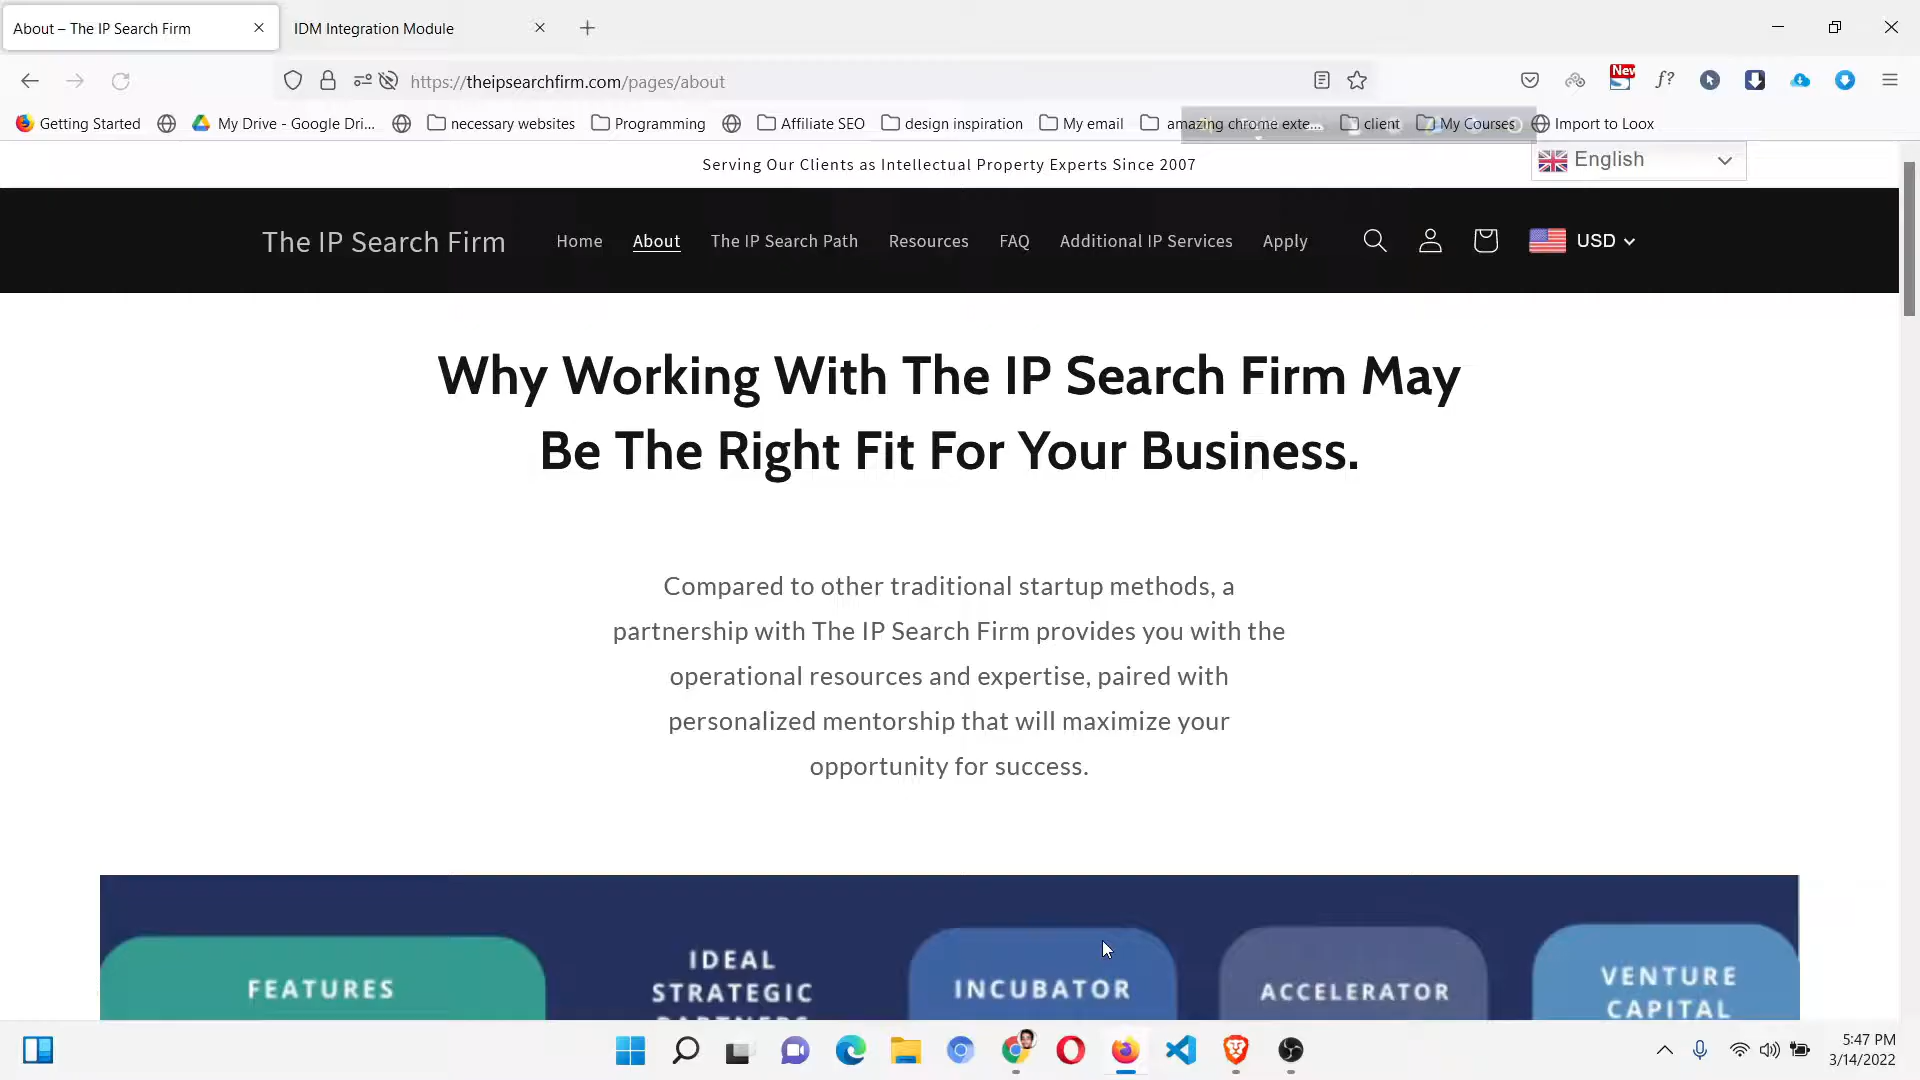 About – The IP Search Firm
IDM Integration Module
https://theipsearchfirm.com/pages/about
New
f?
Getting Started
My Drive - Google Dri...
necessary websites
Programming
Affiliate SEO
design inspiration
My email
amazing chrome exte...
client
My Courses
Import to Loox
Serving Our Clients as Intellectual Property Experts Since 2007
English
The IP Search Firm
Home
About
The IP Search Path
Resources
FAQ
Additional IP Services
Apply
USD
Why Working With The IP Search Firm May
Be The Right Fit For Your Business.
Compared to other traditional startup methods, a
partnership with The IP Search Firm provides you with the
operational resources and expertise, paired with
personalized mentorship that will maximize your
opportunity for success.
FEATURES
IDEAL
STRATEGIC
PARTNERS
INCUBATOR
ACCELERATOR
VENTURE
CAPITAL
5:47 PM
3/14/2022